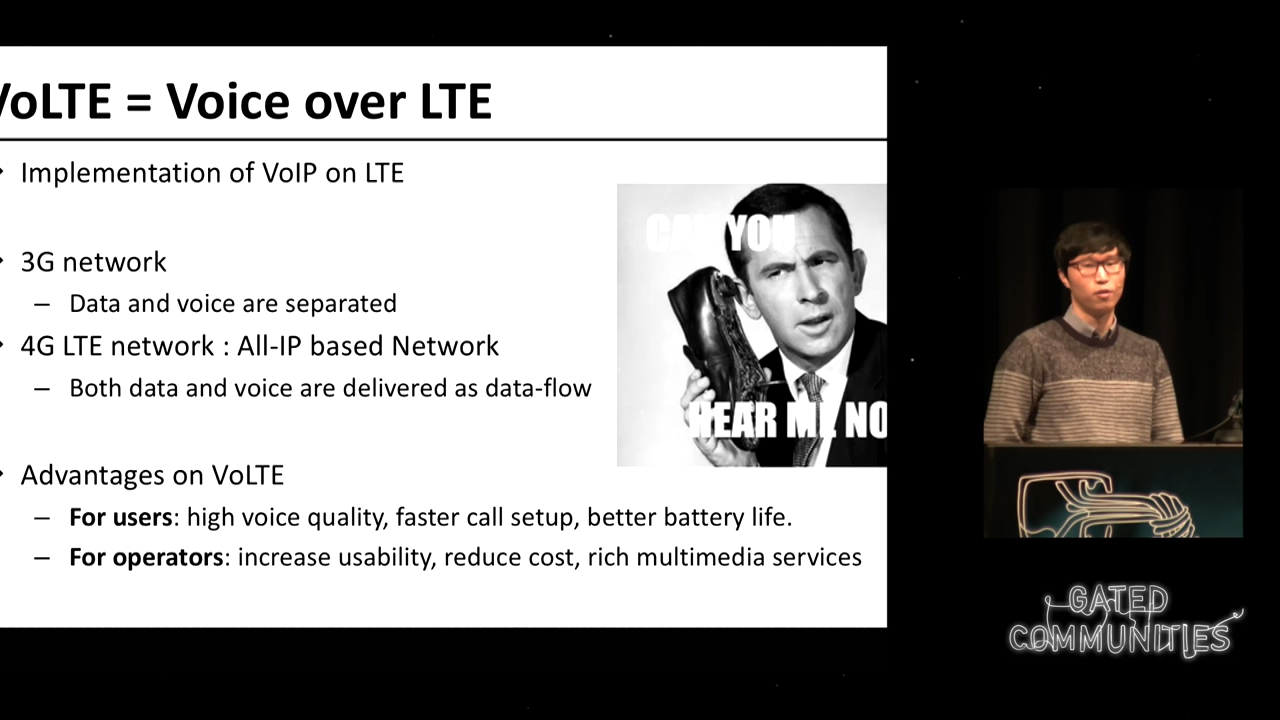 VoLTE = Voice over LTE
Implementation of VoIP on LTE
3G network
– Data and voice are separated
4G LTE network : All-IP based Network
– Both data and voice are delivered as data-flow
CAN YOU
HEAR ME NO
Advantages on VoLTE
– For users: high voice quality, faster call setup, better battery life.
– For operators: increase usability, reduce cost, rich multimedia services
GATED
COMMUNITIES